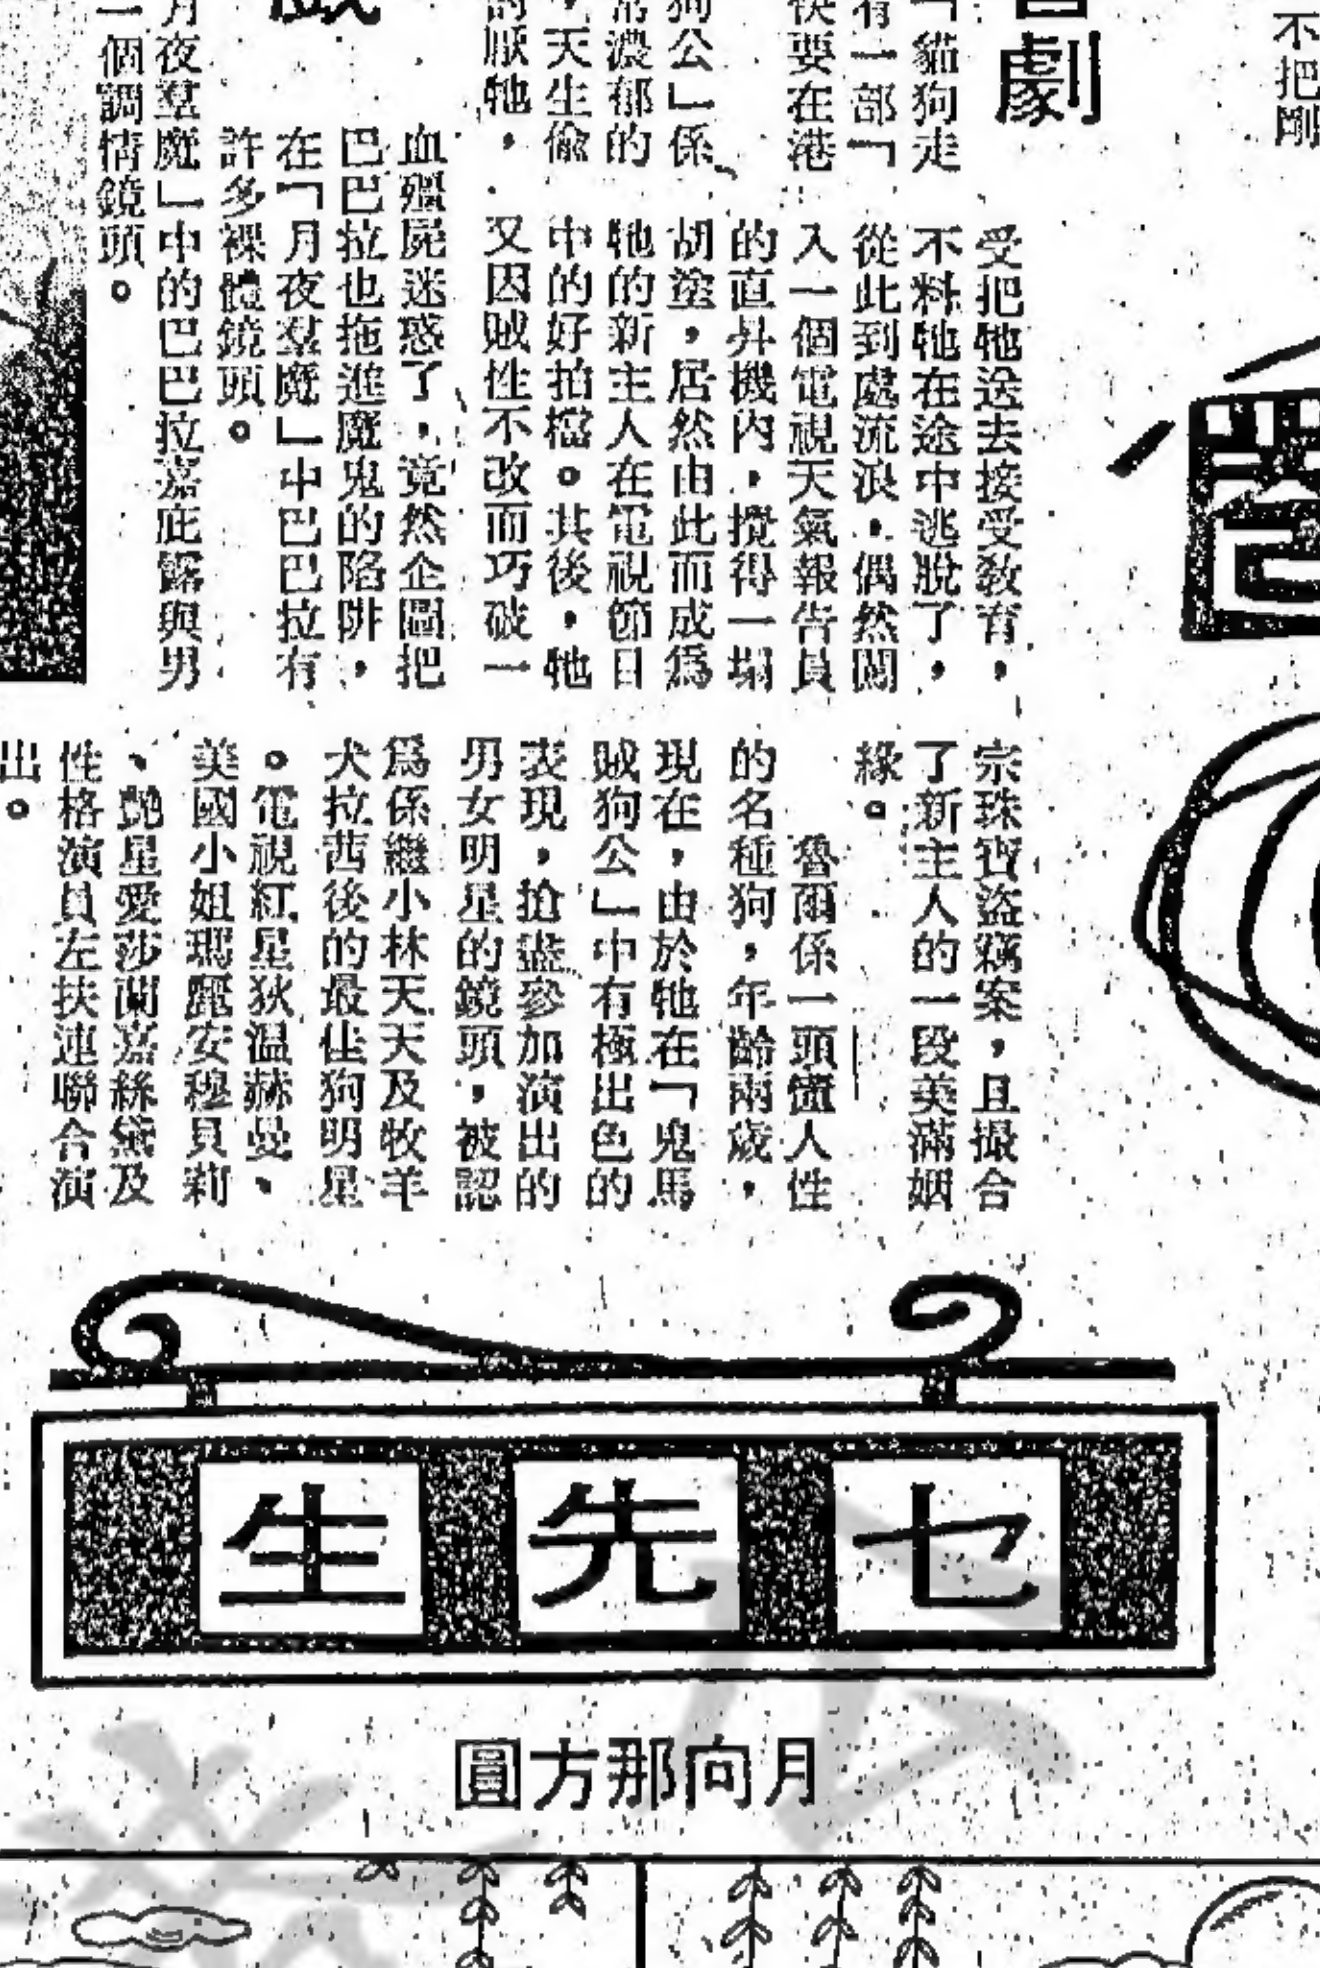 不把剛
劇
「貓狗走
有一部「
快要在港
狗公」係
常濃郁的
，天生偷
的厭牠，
受把牠送去接受敎育，
不料牠在途中逃脫了，
從此到處流浪，偶然闖
入一個電視天氣報告員
的直昇機內，攪得一塌
胡塗，居然由此而成爲
牠的新主人在電視節目
中的好拍檔。其後，牠
又因賊性不改而巧破一
宗珠寶盜竊案，且撮合
了新主人的一段美滿姻
緣。
魯爾係一頭懂人性
的名種狗，年齡兩歲，
現在，由於牠在「鬼馬
賊狗公」中有極出色的
表現，搶盡參加演出的
男女明星的鏡頭，被認
爲係繼小林天天及牧羊
犬拉茜後的最佳狗明星
。電視紅星狄溫赫曼、
美國小姐瑪麗安穆貝莉
、艷星愛莎蘭嘉絲黛及
性格演員左扶連聯合演
出。
戲
血殭屍迷惑了，竟然企圖把
巴巴拉也拖進魔鬼的陷阱，
在「月夜羣魔」中巴巴拉有
許多裸體鏡頭。
月夜羣魔」中的巴巴拉嘉庇露與男
一個調情鏡頭。
乜先生
月向那方圓